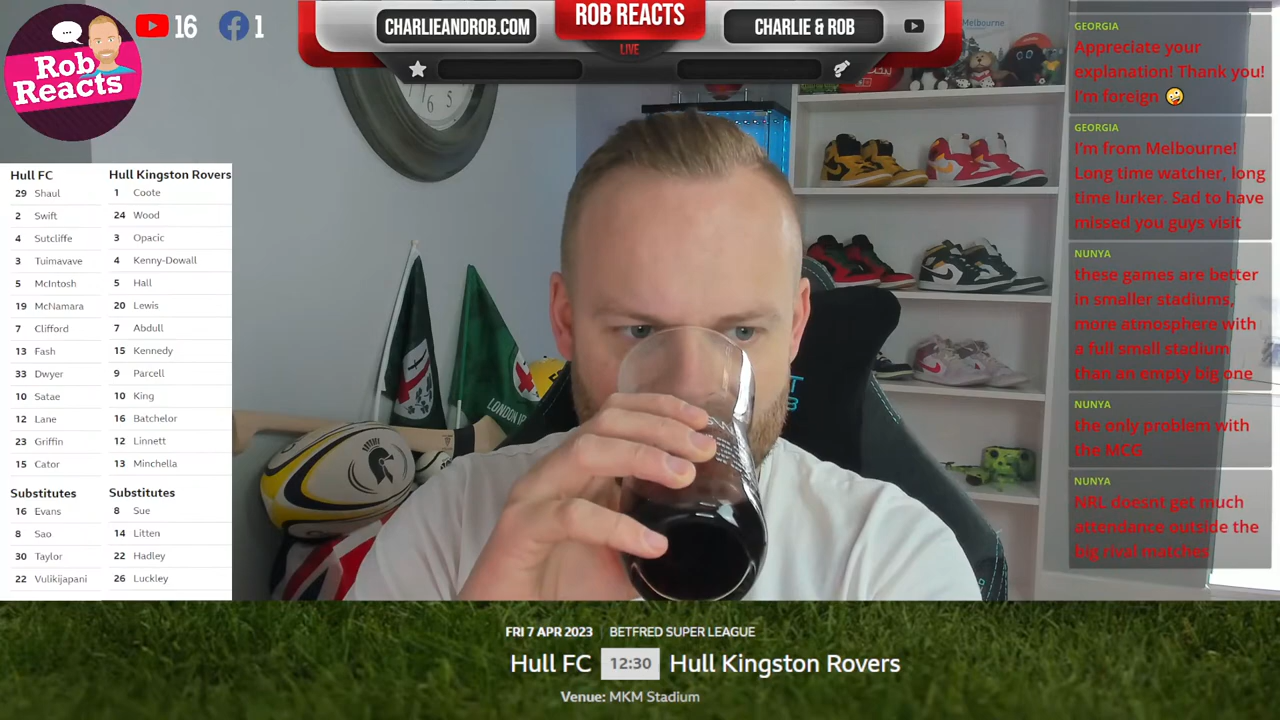 Rob
Reacts
16
1
CHARLIEANDROB.COM
ROB REACTS
LIVE
CHARLIE & ROB
Melbourne
Hull FC
29 Shaul
2 Swift
4 Sutcliffe
3 Tuimavave
5 McIntosh
19 McNamara
7 Clifford
13 Fash
33 Dwyer
10 Satae
12 Lane
23 Griffin
15 Cator
Substitutes
16 Evans
8 Sao
30 Taylor
22 Vulikijapani
Hull Kingston Rovers
1 Coote
24 Wood
3 Opacic
4 Kenny-Dowall
5 Hall
20 Lewis
7 Abdull
15 Kennedy
9 Parcell
10 King
16 Batchelor
12 Linnett
13 Minchella
Substitutes
8 Sue
14 Litten
22 Hadley
26 Luckley
LONDON
GEORGIA
Appreciate your
explanation! Thank you!
I'm foreign 🤪
GEORGIA
I'm from Melbourne!
Long time watcher, long
time lurker. Sad to have
missed you guys visit
NUNYA
these games are better
in smaller stadiums,
more atmosphere with
a full small stadium
than an empty big one
NUNYA
the only problem with
the MCG
NUNYA
NRL doesnt get much
attendance outside the
big rival matches
FRI 7 APR 2023 BETFRED SUPER LEAGUE
Hull FC 12:30 Hull Kingston Rovers
Venue: MKM Stadium